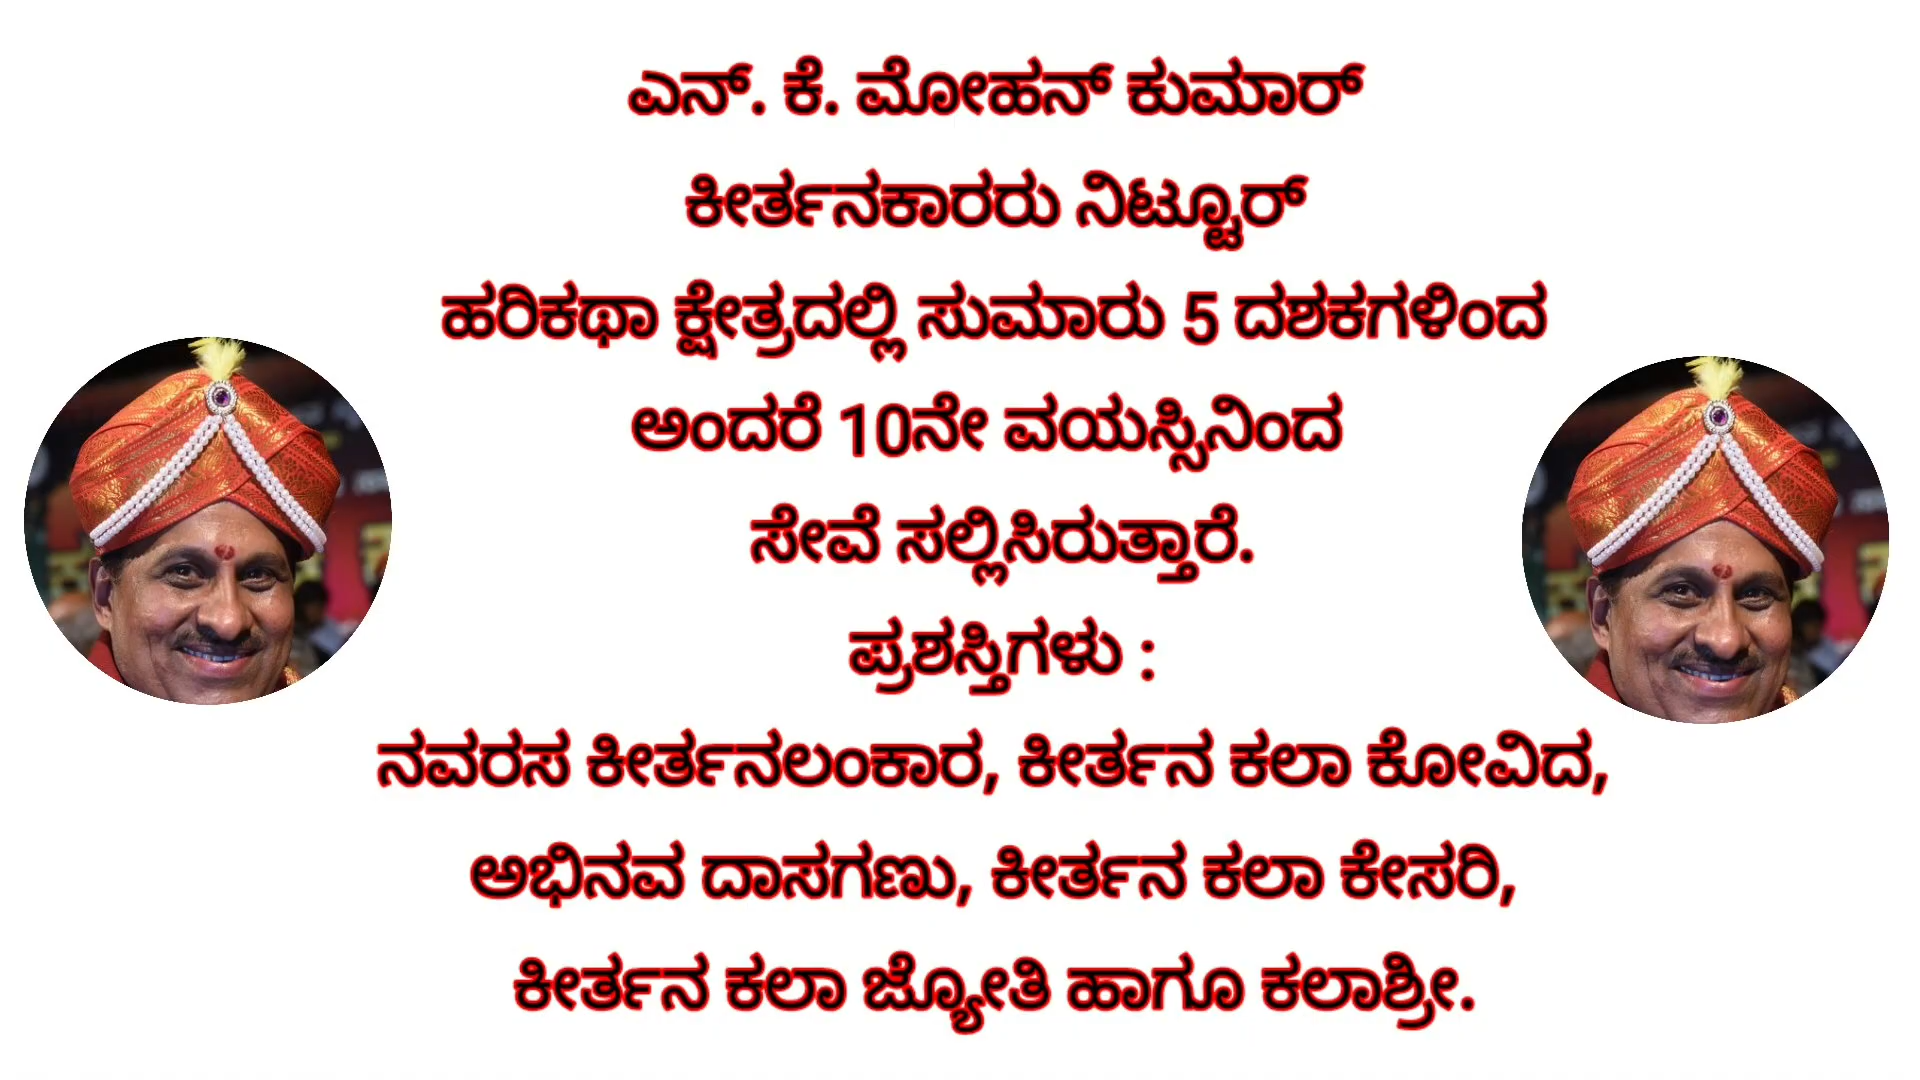 ಎನ್. ಕೆ. ಮೋಹನ್ ಕುಮಾರ್
ಕೀರ್ತನಕಾರರು ನಿಟ್ಟೂರ್
ಹರಿಕಥಾ ಕ್ಷೇತ್ರದಲ್ಲಿ ಸುಮಾರು 5 ದಶಕಗಳಿಂದ
ಅಂದರೆ 10ನೇ ವಯಸ್ಸಿನಿಂದ
ಸೇವೆ ಸಲ್ಲಿಸಿರುತ್ತಾರೆ.
ಪ್ರಶಸ್ತಿಗಳು :
ನವರಸ ಕೀರ್ತನಲಂಕಾರ, ಕೀರ್ತನ ಕಲಾ ಕೋವಿದ,
ಅಭಿನವ ದಾಸಗಣು, ಕೀರ್ತನ ಕಲಾ ಕೇಸರಿ,
ಕೀರ್ತನ ಕಲಾ ಜ್ಯೋತಿ ಹಾಗೂ ಕಲಾಶ್ರೀ.